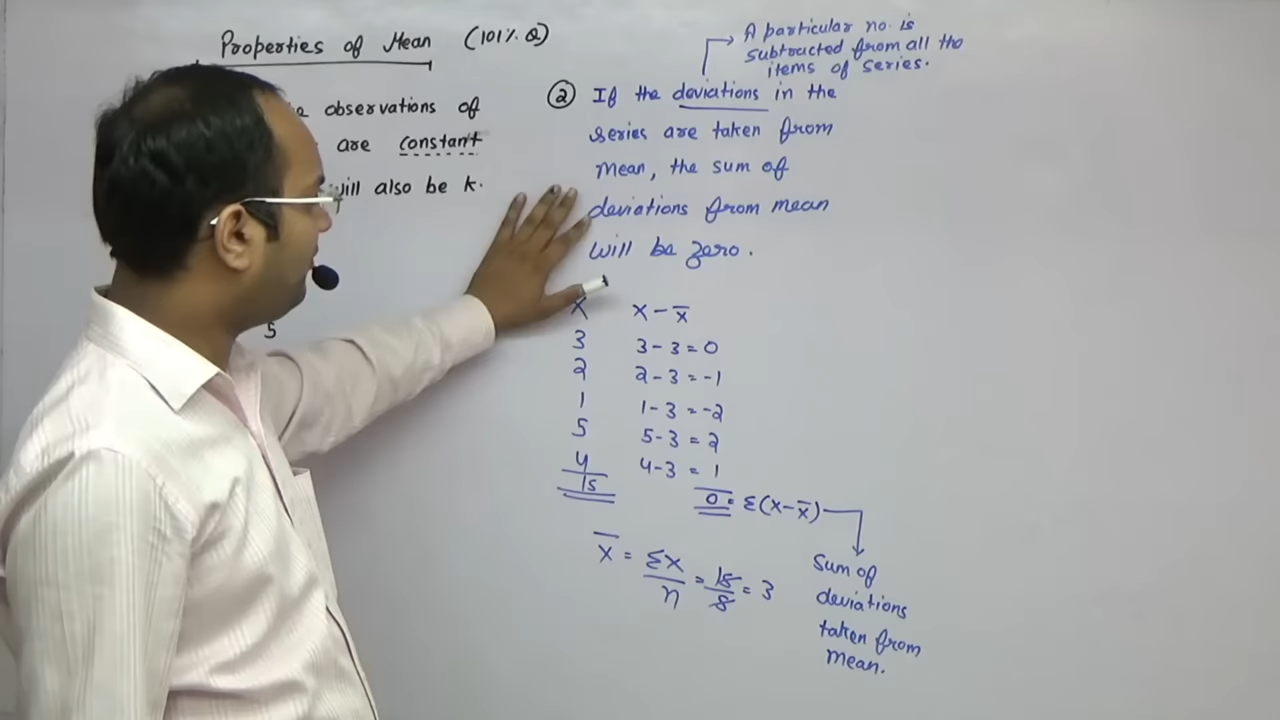 Properties of Mean (101% Q)
observations of
are constant
will also be k.
5
A particular no. is
subtracted from all the
items of series.
② If the deviations in the
series are taken from
Mean, the sum of
deviations from mean
will be zero.
X X - X̅
3 3 - 3 = 0
2 2 - 3 = -1
1 1 - 3 = -2
5 5 - 3 = 2
4 4 - 3 = 1
15 0 = Σ(X - X̅)
X̅ = ΣX/n = 15/5 = 3
Sum of
deviations
taken from
Mean.